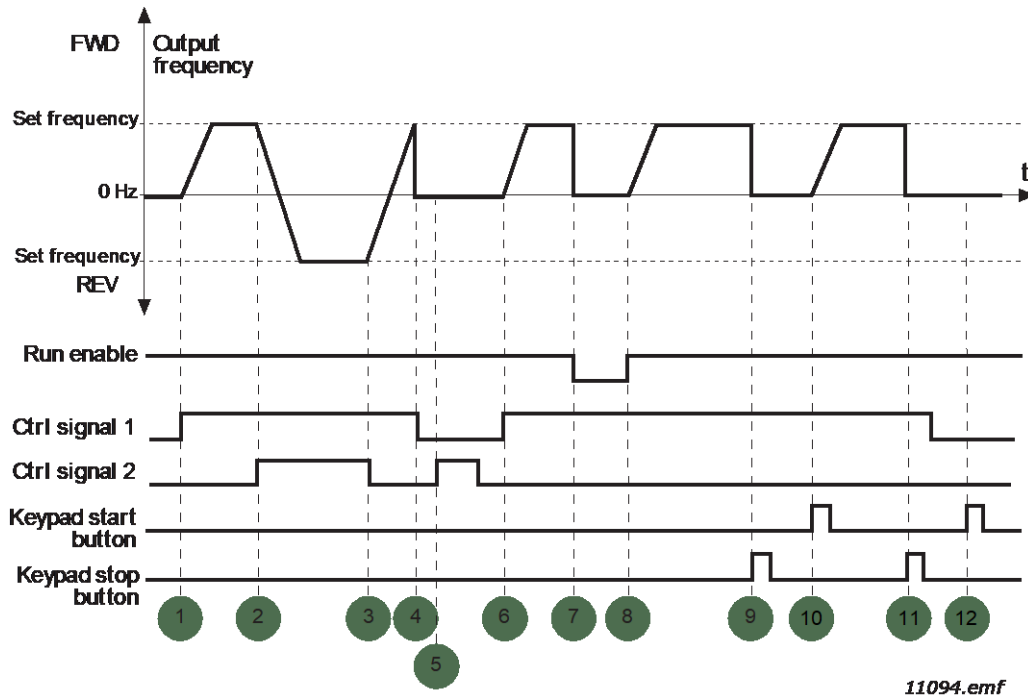 FWD
Output
frequency
Set frequency
0 Hz
t
Set frequency
REV
Run enable
Ctrl signal 1
Ctrl signal 2
Keypad start
button
Keypad stop
button
1 2 3 4 6 7 8 9 10 11 12
5
11094.emf